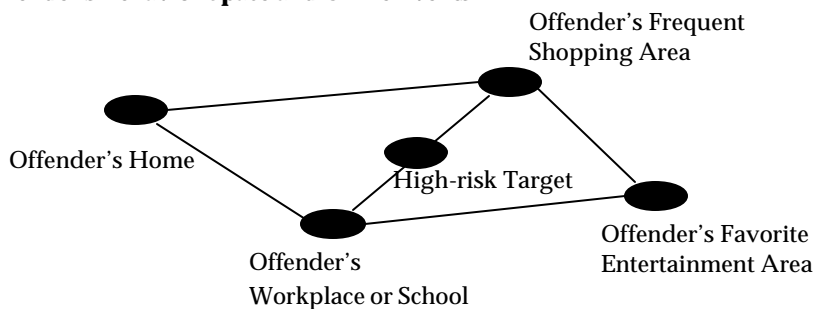 Offender’s Frequent
Shopping Area
Offender’s Home
High-risk Target
Offender’s Favorite
Entertainment Area
Offender’s
Workplace or School